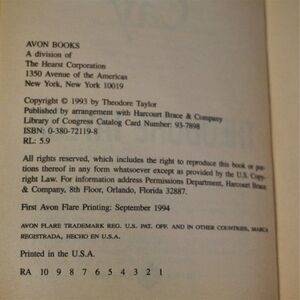 AVON BOOKS
A division of
The Hearst Corporation
1350 Avenue of the Americas
New York, New York 10019
Copyright © 1993 by Theodore Taylor
Published by arrangement with Harcourt Brace & Company
Library of Congress Catalog Card Number: 93-7898
ISBN: 0-380-72119-8
RL: 5.9
All rights reserved, which includes the right to reproduce this book or por-
tions thereof in any form whatsoever except as provided by the U.S. Copy-
right Law. For information address Permissions Department, Harcourt Brace
& Company, 8th Floor, Orlando, Florida 32887.
First Avon Flare Printing: September 1994
AVON FLARE TRADEMARK REG. U.S. PAT. OFF. AND IN OTHER COUNTRIES, MARCA
REGISTRADA, HECHO EN U.S.A.
Printed in the U.S.A.
RA 10 9 8 7 6 5 4 3 2 1